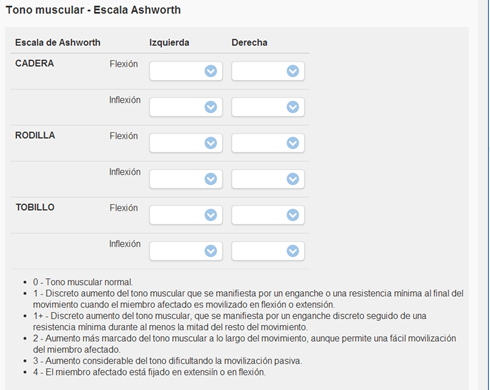 Tono muscular - Escala Ashworth
Escala de Ashworth Izquierda Derecha
CADERA Flexión
Inflexión
RODILLA Flexión
Inflexión
TOBILLO Flexión
Inflexión
• 0 - Tono muscular normal.
• 1 - Discreto aumento del tono muscular que se manifiesta por un enganche o una resistencia mínima al final del
movimiento cuando el miembro afectado es movilizado en flexión o extensión.
• 1+ - Discreto aumento del tono muscular, que se manifiesta por un enganche discreto seguido de una
resistencia mínima durante al menos la mitad del resto del movimiento.
• 2 - Aumento más marcado del tono muscular a lo largo del movimiento, aunque permite una fácil movilización
del miembro afectado.
• 3 - Aumento considerable del tono dificultando la movilización pasiva.
• 4 - El miembro afectado está fijado en extensiín o en flexión.